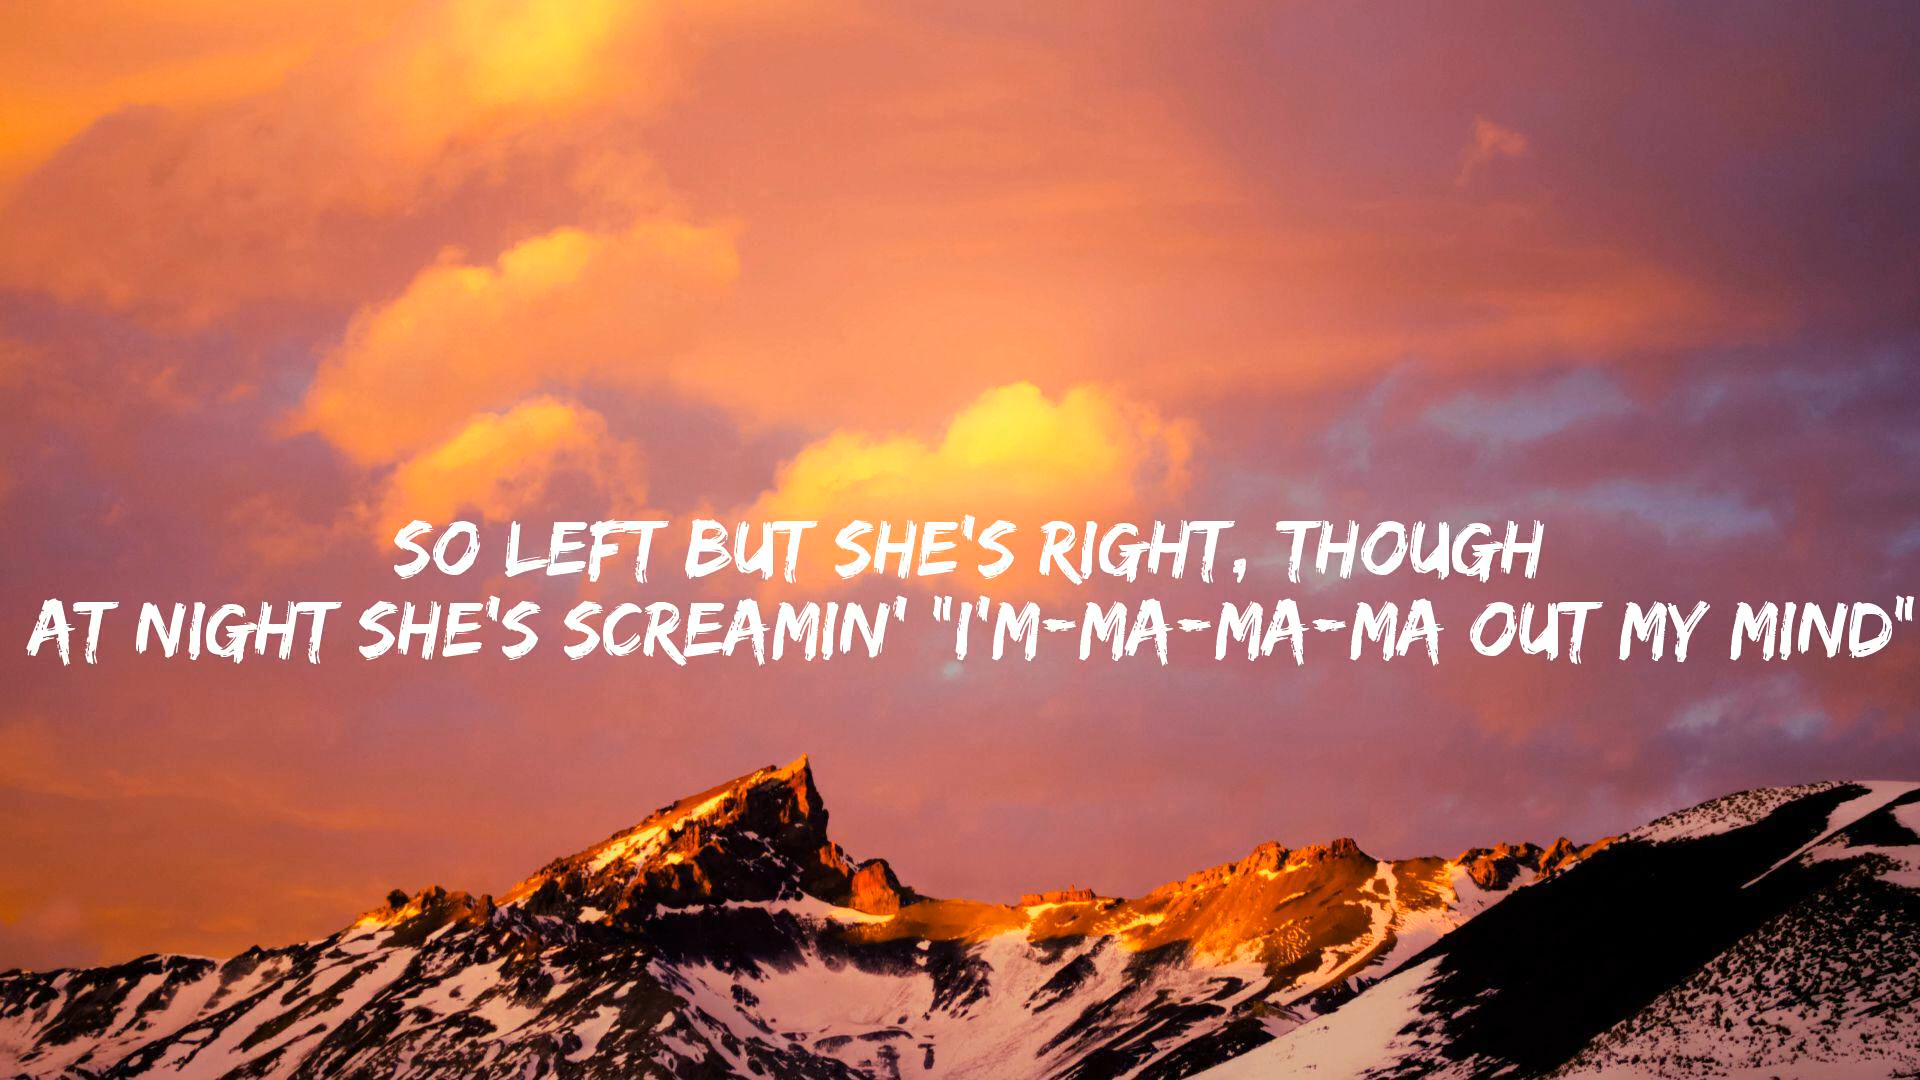 SO LEFT BUT SHE'S RIGHT, THOUGH
AT NIGHT SHE'S SCREAMIN' "I'M-MA-MA-MA OUT MY MIND"